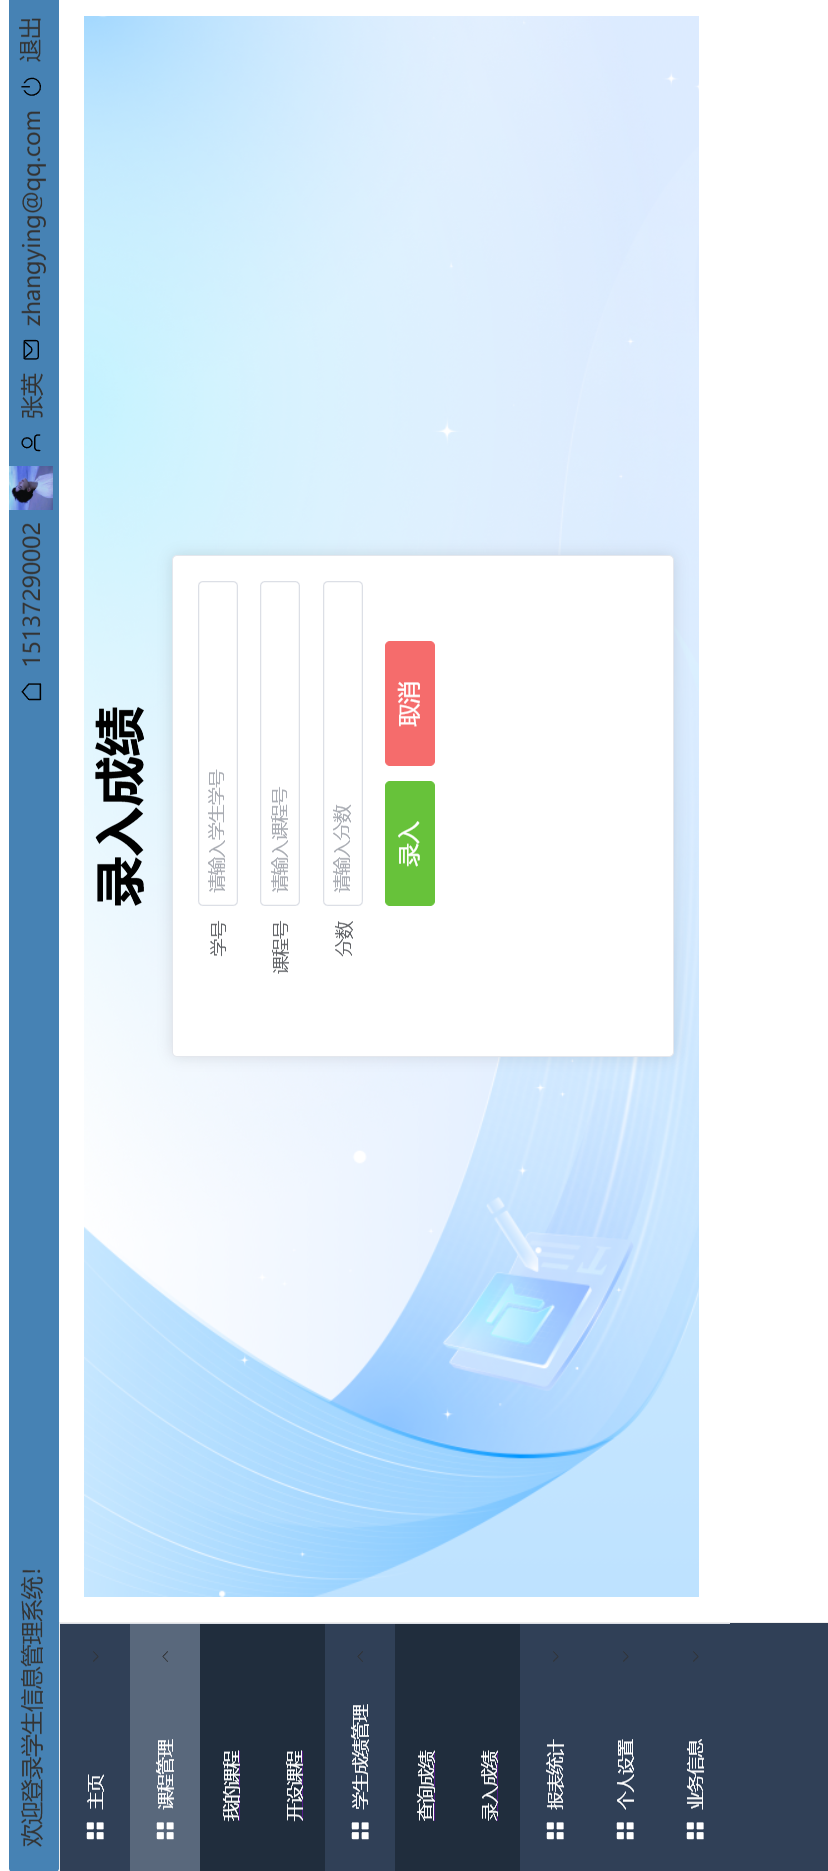 欢迎登录学生信息管理系统!
15137290002 张英 zhangying@qq.com 退出
主页
课程管理
我的课程
开设课程
学生成绩管理
查询成绩
录入成绩
报表统计
个人设置
业务信息
录入成绩
学号 请输入学生学号
课程号 请输入课程号
分数 请输入分数
录入 取消